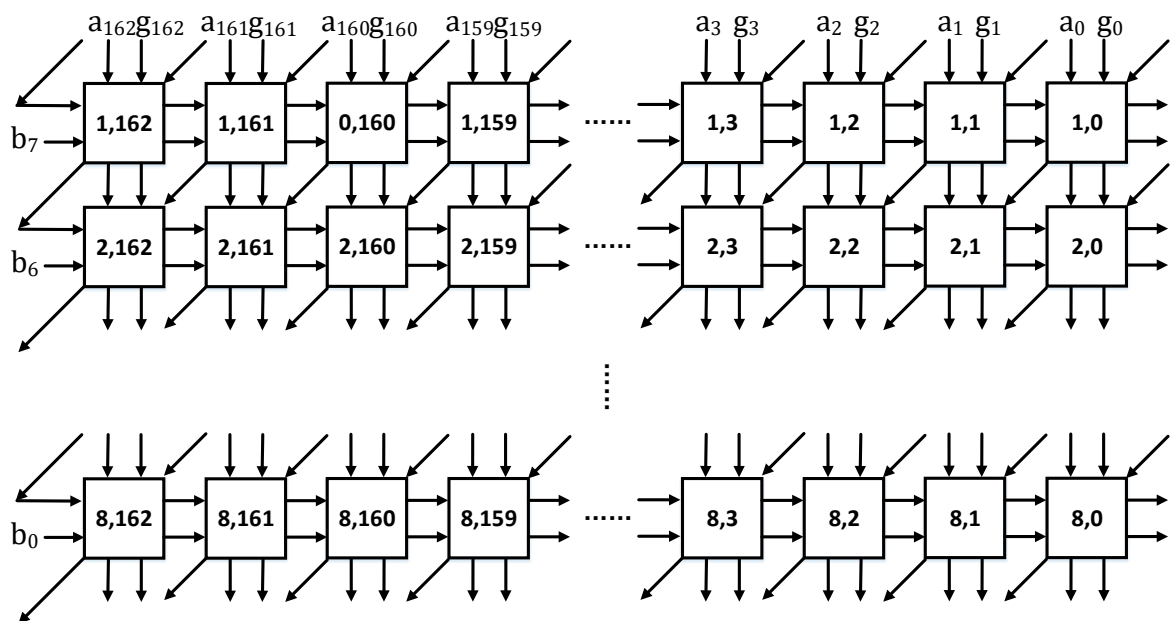 a₁₆₂g₁₆₂ a₁₆₁g₁₆₁ a₁₆₀g₁₆₀ a₁₅₉g₁₅₉ a₃ g₃ a₂ g₂ a₁ g₁ a₀ g₀
1,162 1,161 0,160 1,159 ...... 1,3 1,2 1,1 1,0
b₇
2,162 2,161 2,160 2,159 ...... 2,3 2,2 2,1 2,0
b₆
......
8,162 8,161 8,160 8,159 ...... 8,3 8,2 8,1 8,0
b₀